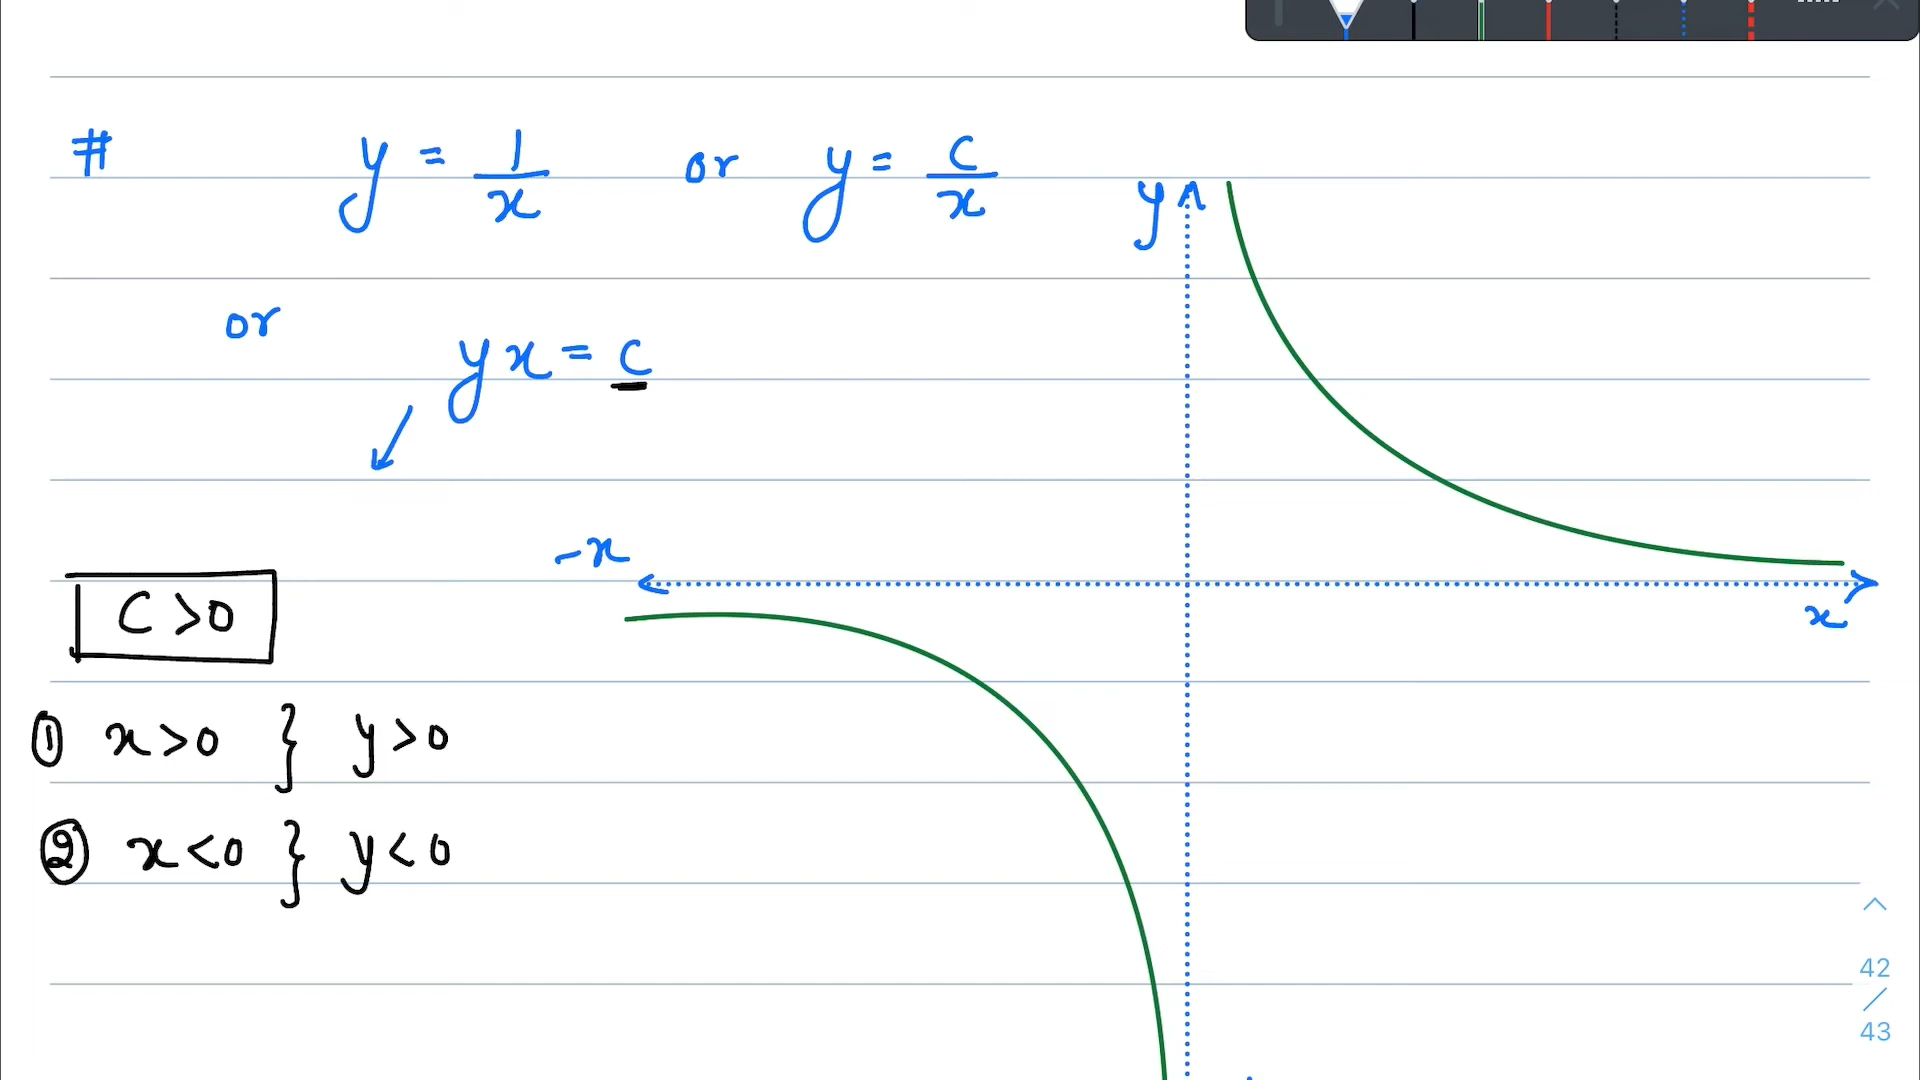 # y = 1/x or y = c/x
or
yx = c
y
-x
x
C > 0
① x > 0 } y > 0
② x < 0 } y < 0
42
/
43